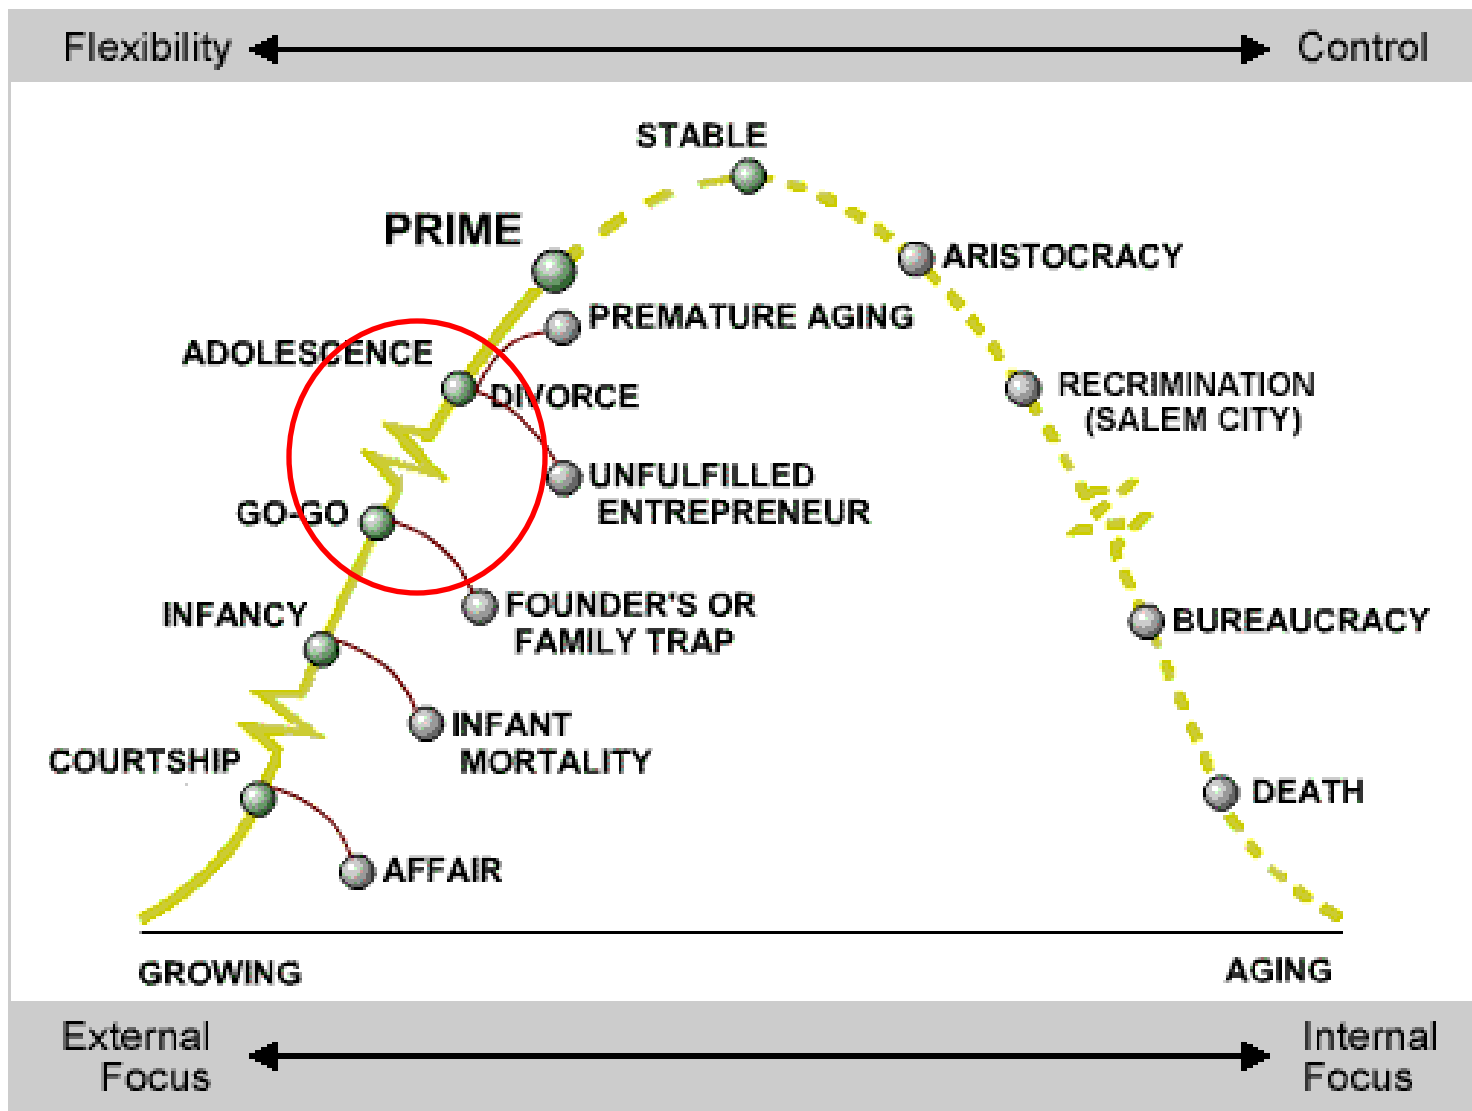 Flexibility
Control
STABLE
PRIME
ARISTOCRACY
PREMATURE AGING
ADOLESCENCE
DIVORCE
RECRIMINATION
(SALEM CITY)
UNFULFILLED
ENTREPRENEUR
GO-GO
FOUNDER'S OR
FAMILY TRAP
INFANCY
BUREAUCRACY
INFANT
MORTALITY
COURTSHIP
DEATH
AFFAIR
GROWING
AGING
External
Focus
Internal
Focus